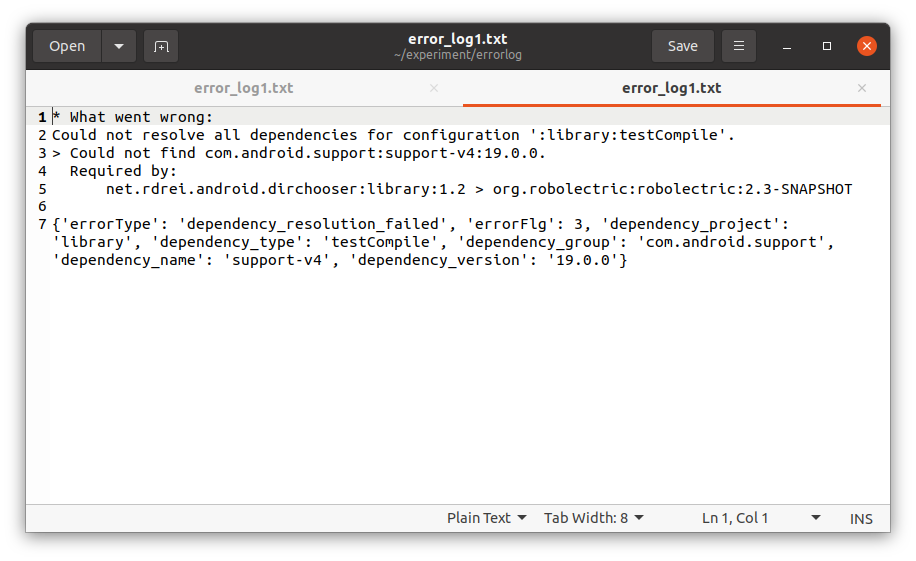 Open
error_log1.txt
~/experiment/errorlog
Save
error_log1.txt
error_log1.txt
1 * What went wrong:
2 Could not resolve all dependencies for configuration ':library:testCompile'.
3 > Could not find com.android.support:support-v4:19.0.0.
4   Required by:
5       net.rdrei.android.dirchooser:library:1.2 > org.robolectric:robolectric:2.3-SNAPSHOT
6
7 {'errorType': 'dependency_resolution_failed', 'errorFlg': 3, 'dependency_project':
'library', 'dependency_type': 'testCompile', 'dependency_group': 'com.android.support',
'dependency_name': 'support-v4', 'dependency_version': '19.0.0'}
Plain Text Tab Width: 8 Ln 1, Col 1 INS